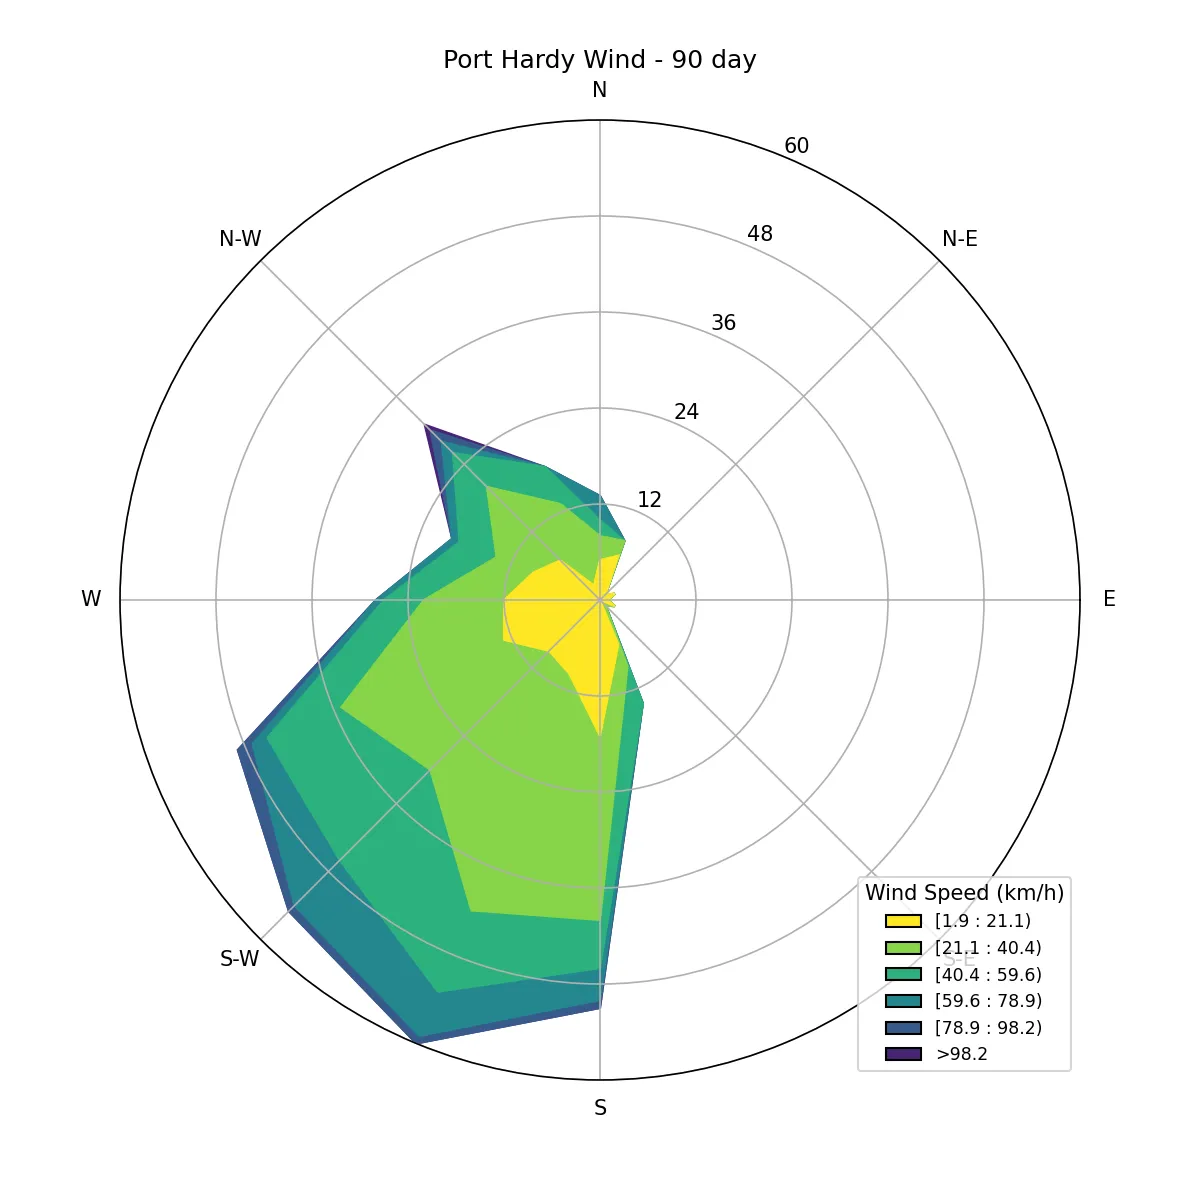 Port Hardy Wind - 90 day
N
60
N-W
48
N-E
36
24
12
W
E
S-W
S-E
S
Wind Speed (km/h)
[1.9 : 21.1)
[21.1 : 40.4)
[40.4 : 59.6)
[59.6 : 78.9)
[78.9 : 98.2)
>98.2